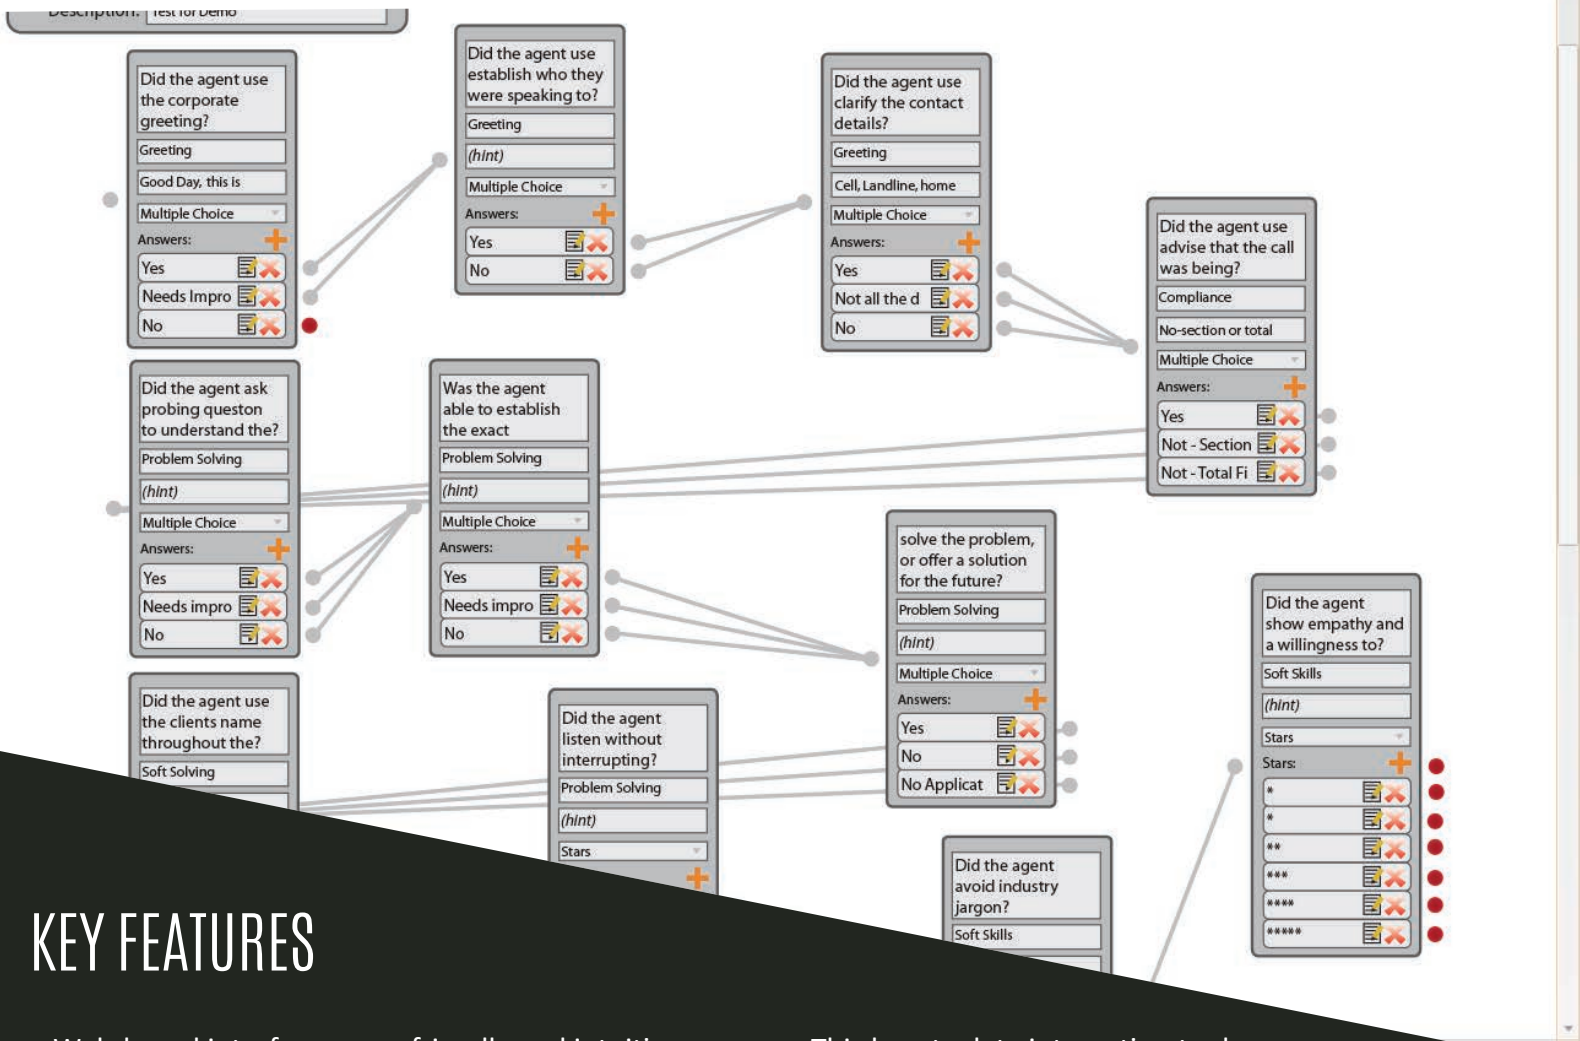 Description: Test for Demo
Did the agent use
the corporate
greeting?
Greeting
Good Day, this is
Multiple Choice
Answers:
Yes
Needs Impro
No
Did the agent use
establish who they
were speaking to?
Greeting
(hint)
Multiple Choice
Answers:
Yes
No
Did the agent use
clarify the contact
details?
Greeting
Cell, Landline, home
Multiple Choice
Answers:
Yes
Not all the d
No
Did the agent use
advise that the call
was being?
Compliance
No-section or total
Multiple Choice
Answers:
Yes
Not - Section
Not - Total Fi
Did the agent ask
probing queston
to understand the?
Problem Solving
(hint)
Multiple Choice
Answers:
Yes
Needs impro
No
Was the agent
able to establish
the exact
Problem Solving
(hint)
Multiple Choice
Answers:
Yes
Needs impro
No
solve the problem,
or offer a solution
for the future?
Problem Solving
(hint)
Multiple Choice
Answers:
Yes
No
No Applicat
Did the agent
show empathy and
a willingness to?
Soft Skills
(hint)
Stars
Stars:
*
*
**
***
****
*****
Did the agent use
the clients name
throughout the?
Soft Solving
Did the agent
listen without
interrupting?
Problem Solving
(hint)
Stars
Did the agent
avoid industry
jargon?
Soft Skills
KEY FEATURES